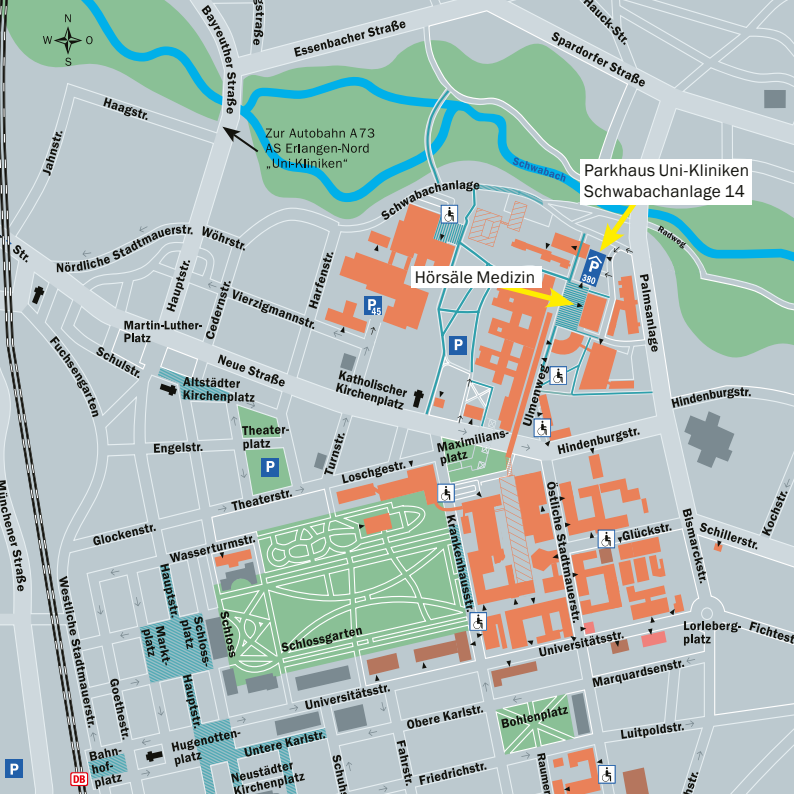 N
W
O
S
Bayreuther Straße
gstraße
Essenbacher Straße
Hauck-Str.
Spardorfer Straße
Haagstr.
Jahnstr.
Zur Autobahn A73
AS Erlangen-Nord
„Uni-Kliniken“
Schwabach
Parkhaus Uni-Kliniken
Schwabachanlage 14
Schwabachanlage
Radweg
Str.
Nördliche Stadtmauerstr.
Wöhrstr.
Hauptstr.
Cedernstr.
Vierzigmannstr.
Harfenstr.
Hörsäle Medizin
P
380
P
45
P
Palmsanlage
Martin-Luther-
Platz
Fuchsengarten
Schulstr.
Neue Straße
Altstädter
Kirchenplatz
Katholischer
Kirchenplatz
Ulmenweg
Hindenburgstr.
Theater-
platz
P
Engelstr.
Turnstr.
Maximilians-
platz
Hindenburgstr.
Loschgestr.
Theaterstr.
Münchener Straße
Glockenstr.
Wasserturmstr.
Krankenhausstr.
Östliche Stadtmauerstr.
Glückstr.
Bismarckstr.
Schillerstr.
Kochstr.
Westliche Stadtmauerstr.
Hauptstr.
Markt-
platz
Schloss-
platz
Schloss
Schlossgarten
Universitätsstr.
Lorleberg-
platz
Fichtest
Goethestr.
Hauptstr.
Universitätsstr.
Marquardsenstr.
Obere Karlstr.
Bohlenplatz
Luitpoldstr.
Bahn-
hof-
platz
Hugenotten-
platz
Untere Karlstr.
Neustädter
Kirchenplatz
Schuhs
Fahrstr.
Friedrichstr.
Raumer
hstr.
P
DB